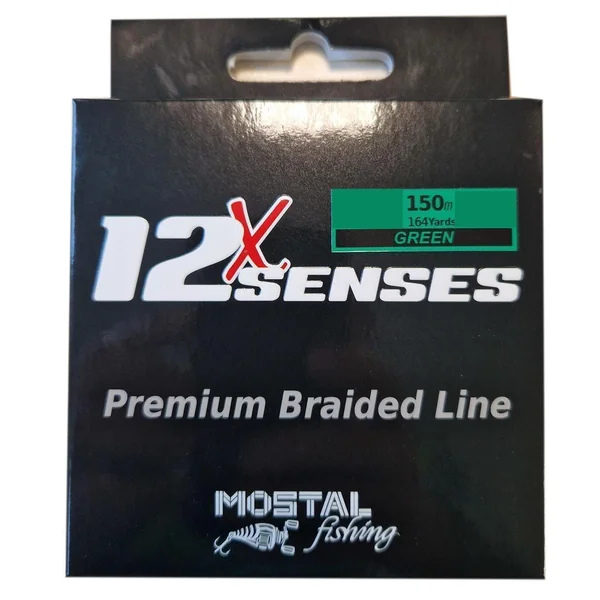 150m
164Yards
GREEN
12X SENSES
Premium Braided Line
MOSTAL
fishing